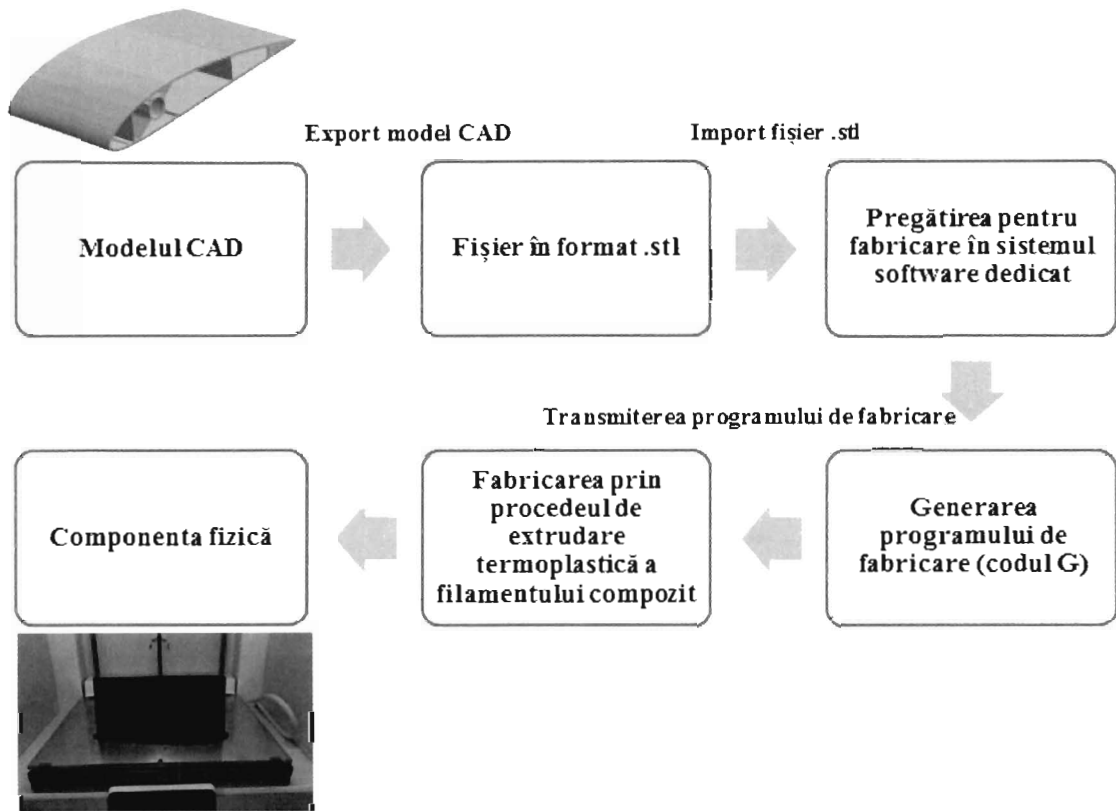 Export model CAD
Import fișier .stl
Modelul CAD
Fișier în format .stl
Pregătirea pentru
fabricare în sistemul
software dedicat
Transmiterea programului de fabricare
Componenta fizică
Fabricarea prin
procedeul de
extrudare
termoplastică a
filamentului compozit
Generarea
programului de
fabricare (codul G)